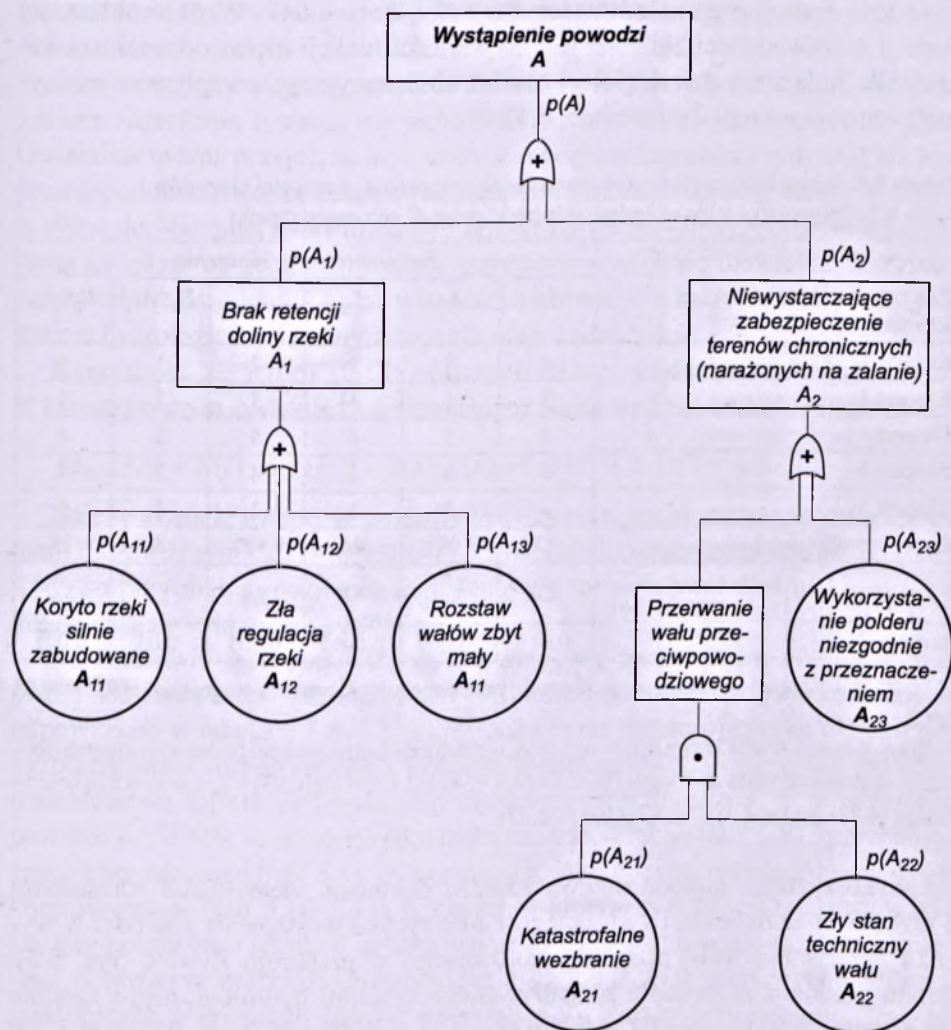 Wystąpienie powodzi
A
p(A)
+
p(A1)
p(A2)
Brak retencji
doliny rzeki
A1
Niewystarczające
zabezpieczenie
terenów chronicznych
(narażonych na zalanie)
A2
+
+
p(A11)
p(A12)
p(A13)
p(A23)
Koryto rzeki
silnie
zabudowane
A11
Zła
regulacja
rzeki
A12
Rozstaw
wałów zbyt
mały
A11
Przerwanie
wału prze-
ciwpowo-
dziowego
Wykorzysta-
nie polderu
niezgodnie
z przeznacze-
niem
A23
•
p(A21)
p(A22)
Katastrofalne
wezbranie
A21
Zły stan
techniczny
wału
A22